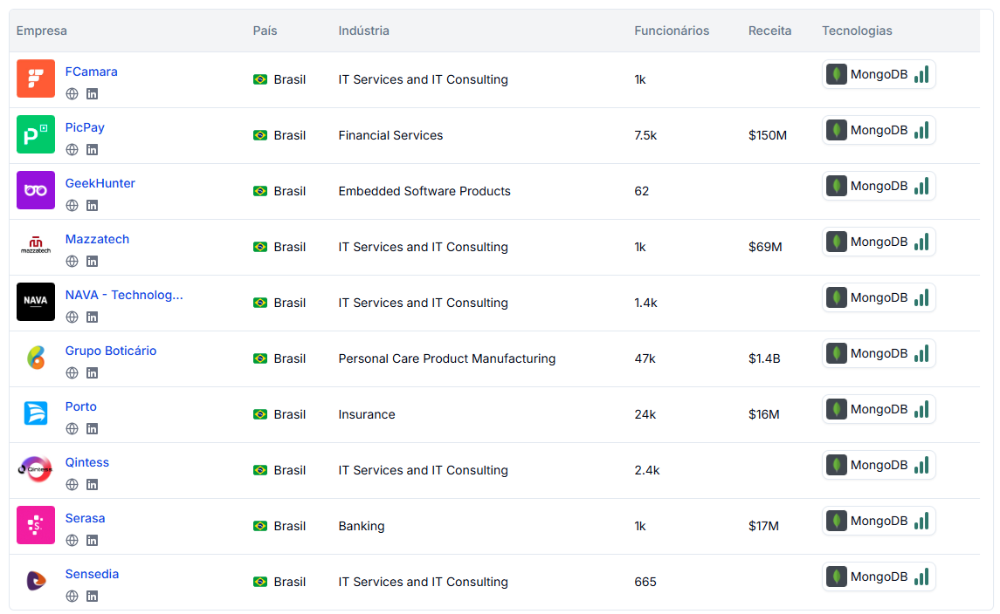 Empresa País Indústria Funcionários Receita Tecnologias
FCamara Brasil IT Services and IT Consulting 1k MongoDB
PicPay Brasil Financial Services 7.5k $150M MongoDB
GeekHunter Brasil Embedded Software Products 62 MongoDB
mazzatech Mazzatech Brasil IT Services and IT Consulting 1k $69M MongoDB
NAVA NAVA - Technolog... Brasil IT Services and IT Consulting 1.4k MongoDB
Grupo Boticário Brasil Personal Care Product Manufacturing 47k $1.4B MongoDB
Porto Brasil Insurance 24k $16M MongoDB
Qintess Qintess Brasil IT Services and IT Consulting 2.4k MongoDB
S. Serasa Brasil Banking 1k $17M MongoDB
Sensedia Brasil IT Services and IT Consulting 665 MongoDB